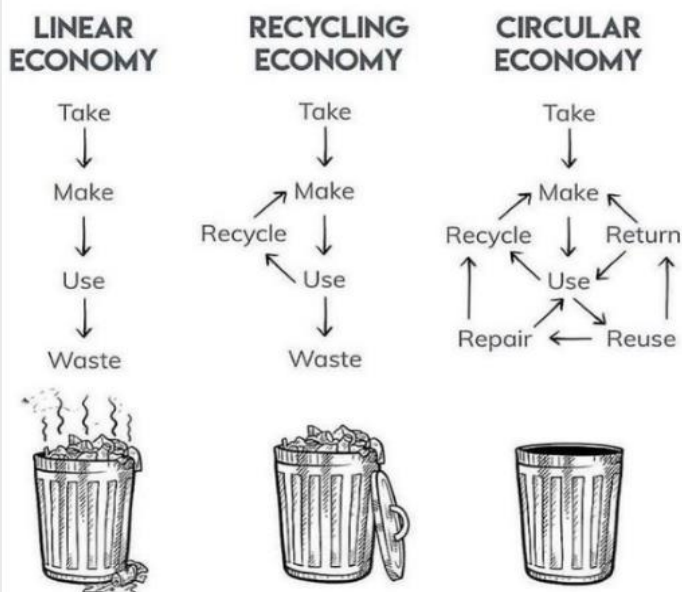 LINEAR
ECONOMY
Take
Make
Use
Waste
RECYCLING
ECONOMY
Take
Make
Recycle
Use
Waste
CIRCULAR
ECONOMY
Take
Make
Recycle
Return
Use
Repair
Reuse